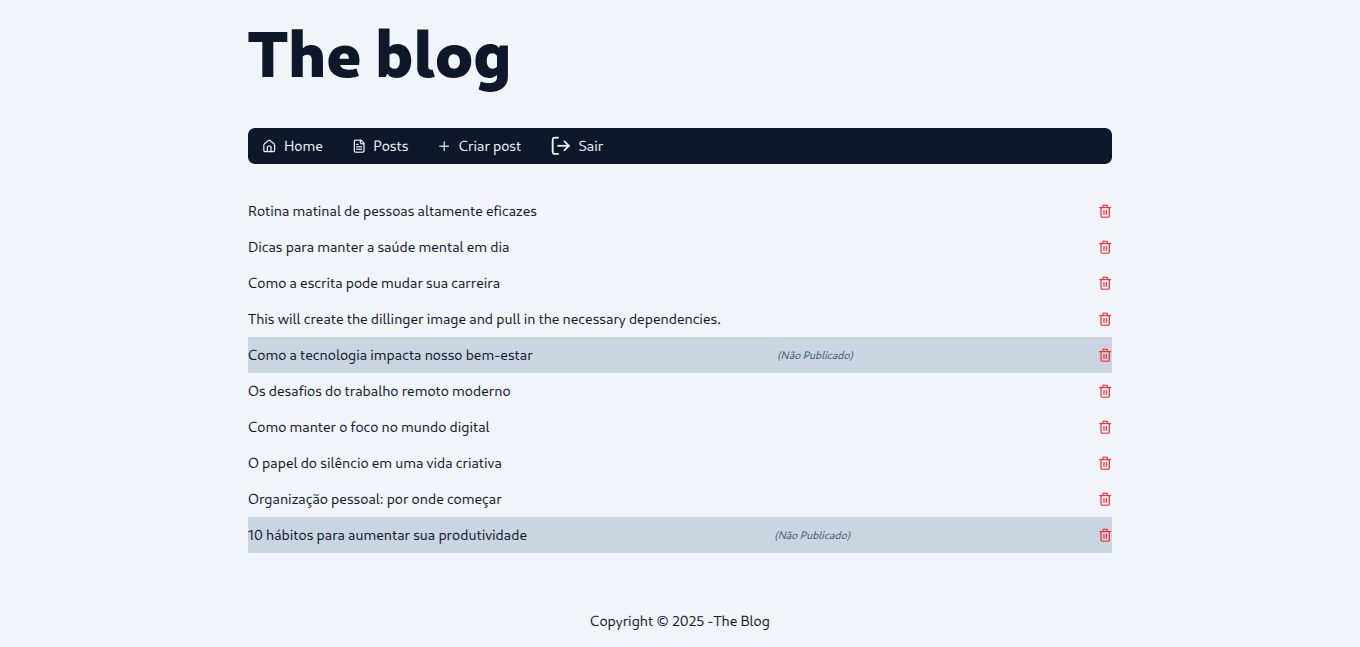 The blog
Home Posts Criar post Sair
Rotina matinal de pessoas altamente eficazes
Dicas para manter a saúde mental em dia
Como a escrita pode mudar sua carreira
This will create the dillinger image and pull in the necessary dependencies.
Como a tecnologia impacta nosso bem-estar (Não Publicado)
Os desafios do trabalho remoto moderno
Como manter o foco no mundo digital
O papel do silêncio em uma vida criativa
Organização pessoal: por onde começar
10 hábitos para aumentar sua produtividade (Não Publicado)
Copyright © 2025 -The Blog